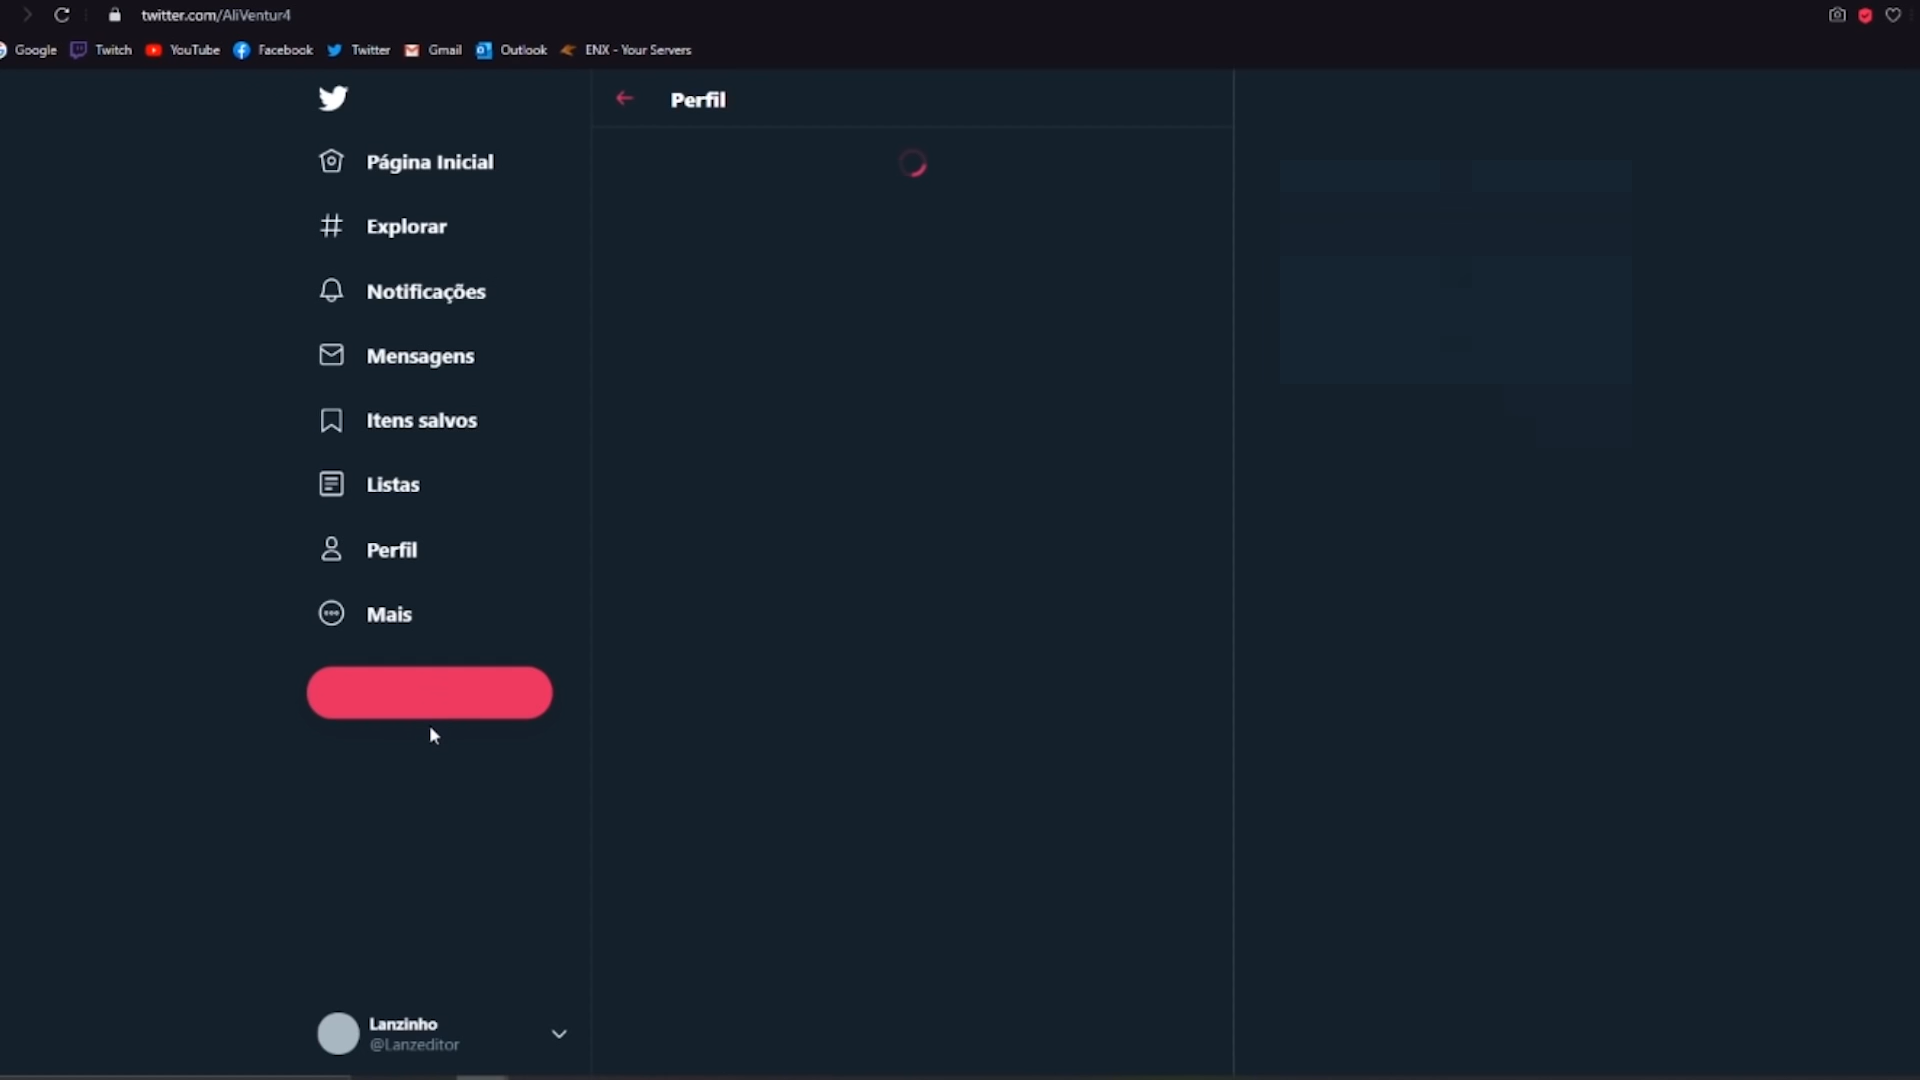 twitter.com/AliVentur4
Google Twitch YouTube Facebook Twitter Gmail Outlook ENX - Your Servers
Perfil
Página Inicial
Explorar
Notificações
Mensagens
Itens salvos
Listas
Perfil
Mais
Lanzinho
@Lanzeditor